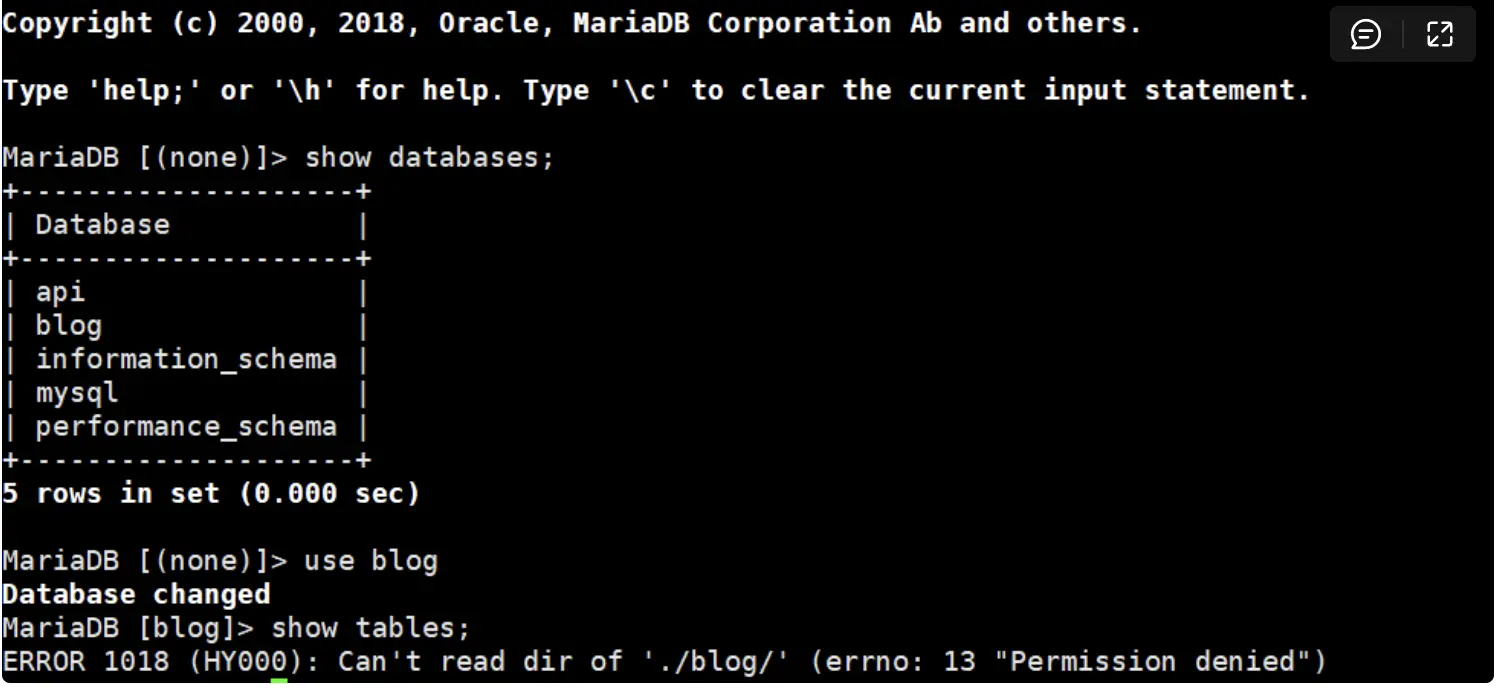 Copyright (c) 2000, 2018, Oracle, MariaDB Corporation Ab and others.
Type 'help;' or '\h' for help. Type '\c' to clear the current input statement.
MariaDB [(none)]> show databases;
+--------------------+
| Database           |
+--------------------+
| api                |
| blog               |
| information_schema |
| mysql              |
| performance_schema |
+--------------------+
5 rows in set (0.000 sec)
MariaDB [(none)]> use blog
Database changed
MariaDB [blog]> show tables;
ERROR 1018 (HY000): Can't read dir of './blog/' (errno: 13 "Permission denied")